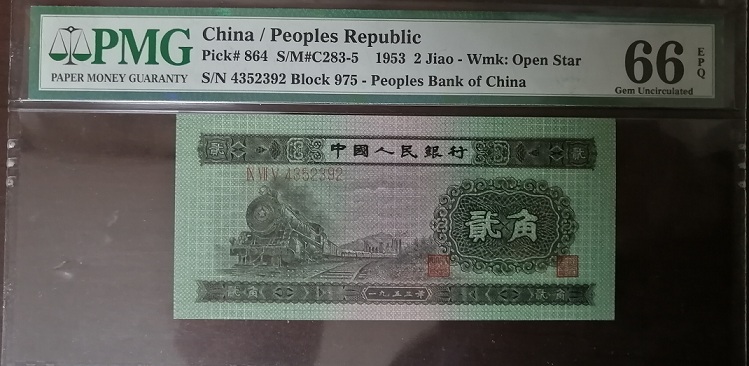 PMG
PAPER MONEY GUARANTY
China / Peoples Republic
Pick# 864 S/M#C283-5 1953 2 Jiao - Wmk: Open Star
S/N 4352392 Block 975 - Peoples Bank of China
66 EPQ
Gem Uncirculated
貳 中國人民銀行 貳
IX VII V 4352392
貳角
貳角 一九五三年 貳角